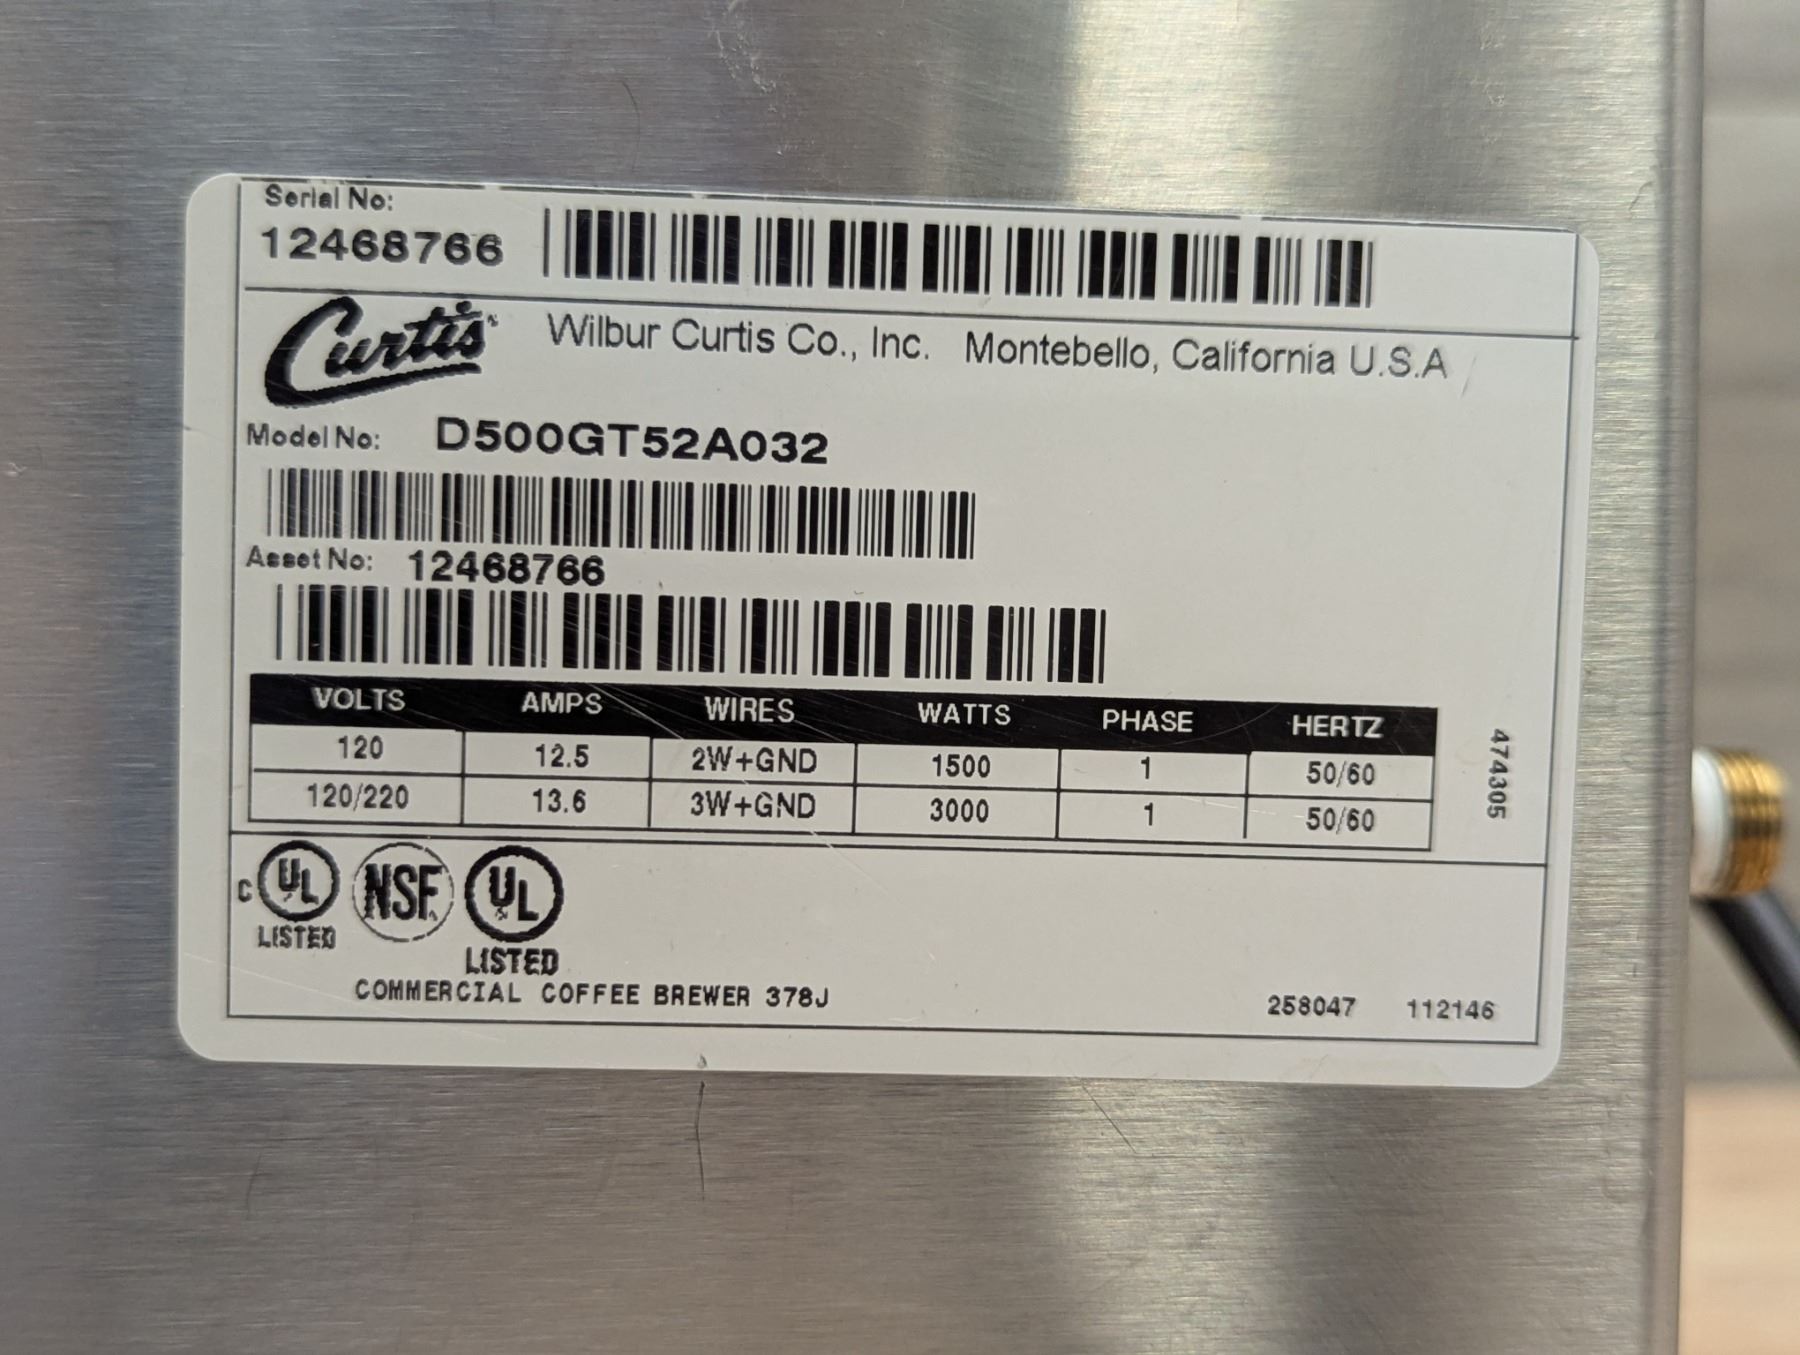 Serial No:
12468766
Curtis
Wilbur Curtis Co., Inc. Montebello, California U.S.A
Model No: D500GT52A032
Asset No: 12468766
VOLTS AMPS WIRES WATTS PHASE HERTZ
120 12.5 2W+GND 1500 1 50/60
120/220 13.6 3W+GND 3000 1 50/60
474305
C UL NSF UL
LISTED
LISTED
COMMERCIAL COFFEE BREWER 378J
258047 112146